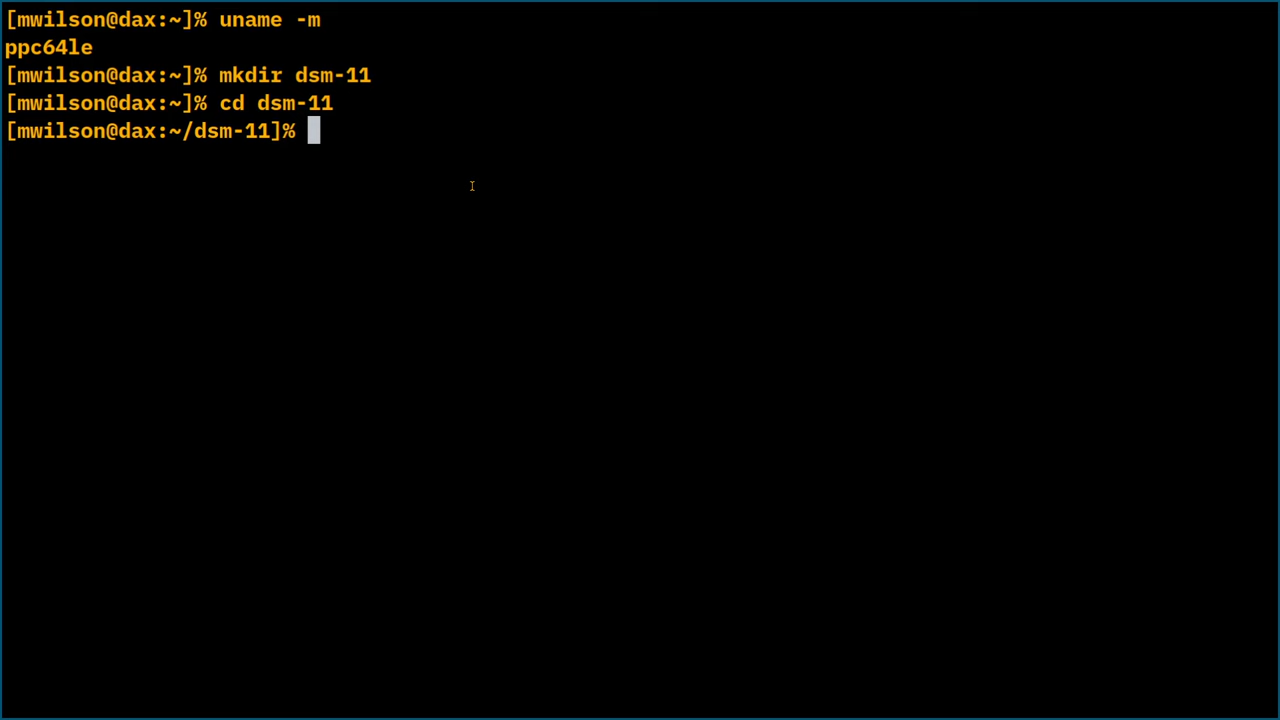 [mwilson@dax:~]% uname -m
ppc64le
[mwilson@dax:~]% mkdir dsm-11
[mwilson@dax:~]% cd dsm-11
[mwilson@dax:~/dsm-11]%